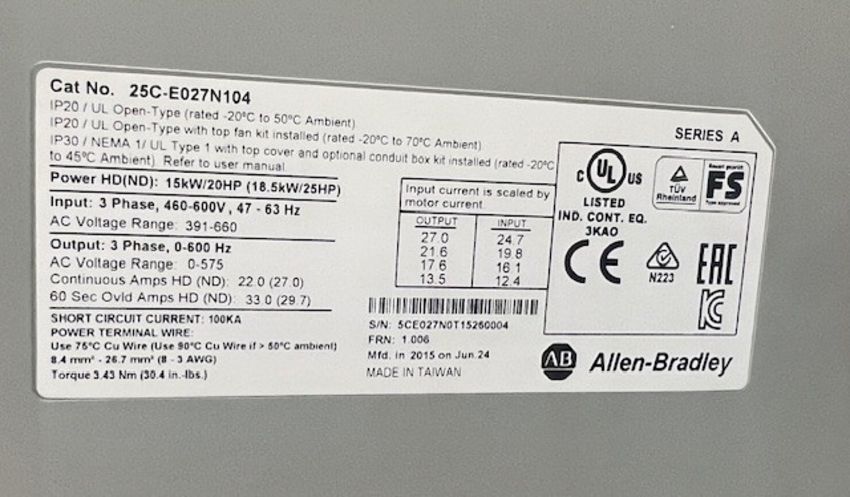 Cat No. 25C-E027N104
IP20 / UL Open-Type (rated -20°C to 50°C Ambient)
IP20 / UL Open-Type with top fan kit installed (rated -20°C to 70°C Ambient)
IP30 / NEMA 1/ UL Type 1 with top cover and optional conduit box kit installed (rated -20°C
to 45°C Ambient). Refer to user manual.
SERIES A
Power HD(ND): 15kW/20HP (18.5kW/25HP)
Input: 3 Phase, 460-600V, 47 - 63 Hz
AC Voltage Range: 391-660
Output: 3 Phase, 0-600 Hz
AC Voltage Range: 0-575
Continuous Amps HD (ND): 22.0 (27.0)
60 Sec Ovld Amps HD (ND): 33.0 (29.7)
SHORT CIRCUIT CURRENT: 100KA
POWER TERMINAL WIRE:
Use 75°C Cu Wire (Use 90°C Cu Wire if > 50°C ambient)
8.4 mm² - 26.7 mm² (8 - 3 AWG)
Torque 3.43 Nm (30.4 in.-lbs.)
Input current is scaled by
motor current.
OUTPUT INPUT
27.0 24.7
21.6 19.8
17.6 16.1
13.5 12.4
S/N: 5CE027N0T15260004
FRN: 1.006
Mfd. in 2015 on Jun.24
MADE IN TAIWAN
C UL US
LISTED
IND. CONT. EQ.
3KA0
TÜV
Rheinland
FS
Type approved
CE
N223
EAC
AB Allen-Bradley